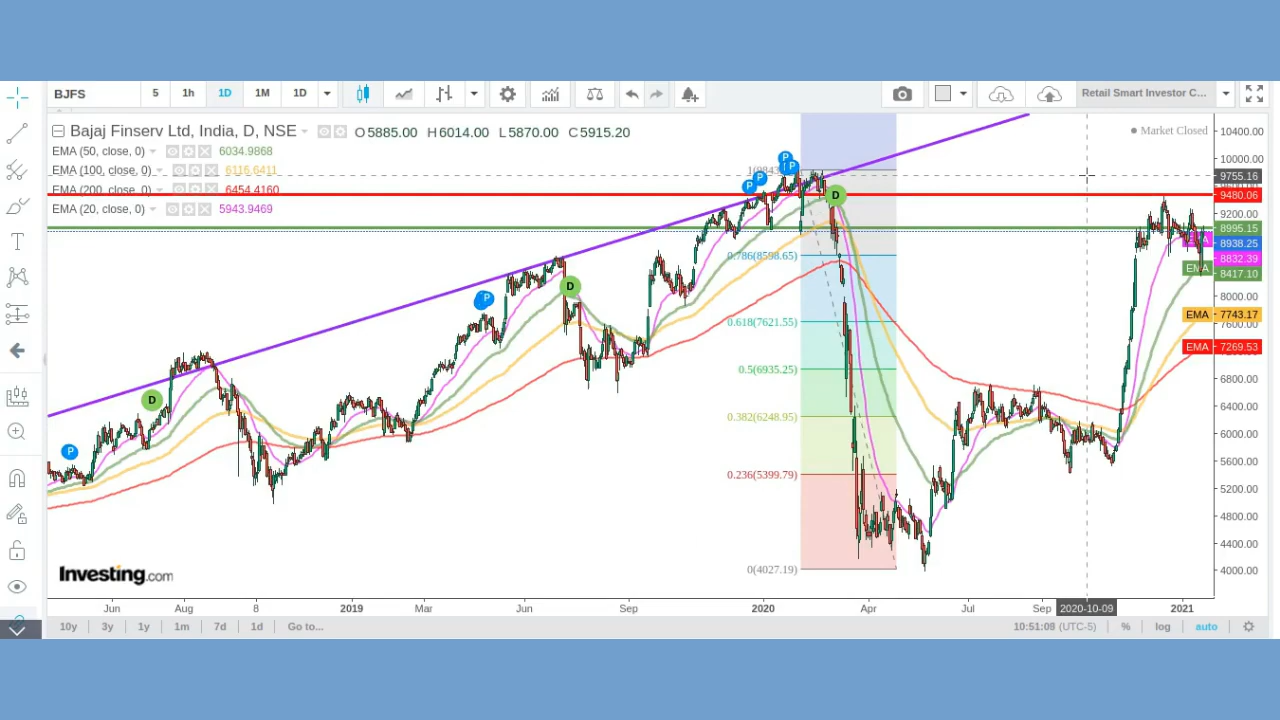 BJFS 5 1h 1D 1M 1D Retail Smart Investor C...
Bajaj Finserv Ltd, India, D, NSE O5885.00 H6014.00 L5870.00 C5915.20
Market Closed
EMA (50, close, 0) 6034.9868
EMA (100, close, 0) 6116.6411
EMA (200, close, 0) 6454.4160
EMA (20, close, 0) 5943.9469
10400.00
10000.00
9755.16
9480.06
9200.00
8995.15
8938.25
8832.39
EMA 8417.10
8000.00
EMA 7743.17
7600.00
EMA 7269.53
6800.00
6400.00
6000.00
5600.00
5200.00
4800.00
4400.00
4000.00
P
P
P
P
P
P
P
D
D
D
0.786(8598.65)
0.618(7621.55)
0.5(6935.25)
0.382(6248.95)
0.236(5399.79)
0(4027.19)
Investing.com
Jun Aug 8 2019 Mar Jun Sep 2020 Apr Jul Sep 2020-10-09 2021
10y 3y 1y 1m 7d 1d Go to... 10:51:09 (UTC-5) % log auto